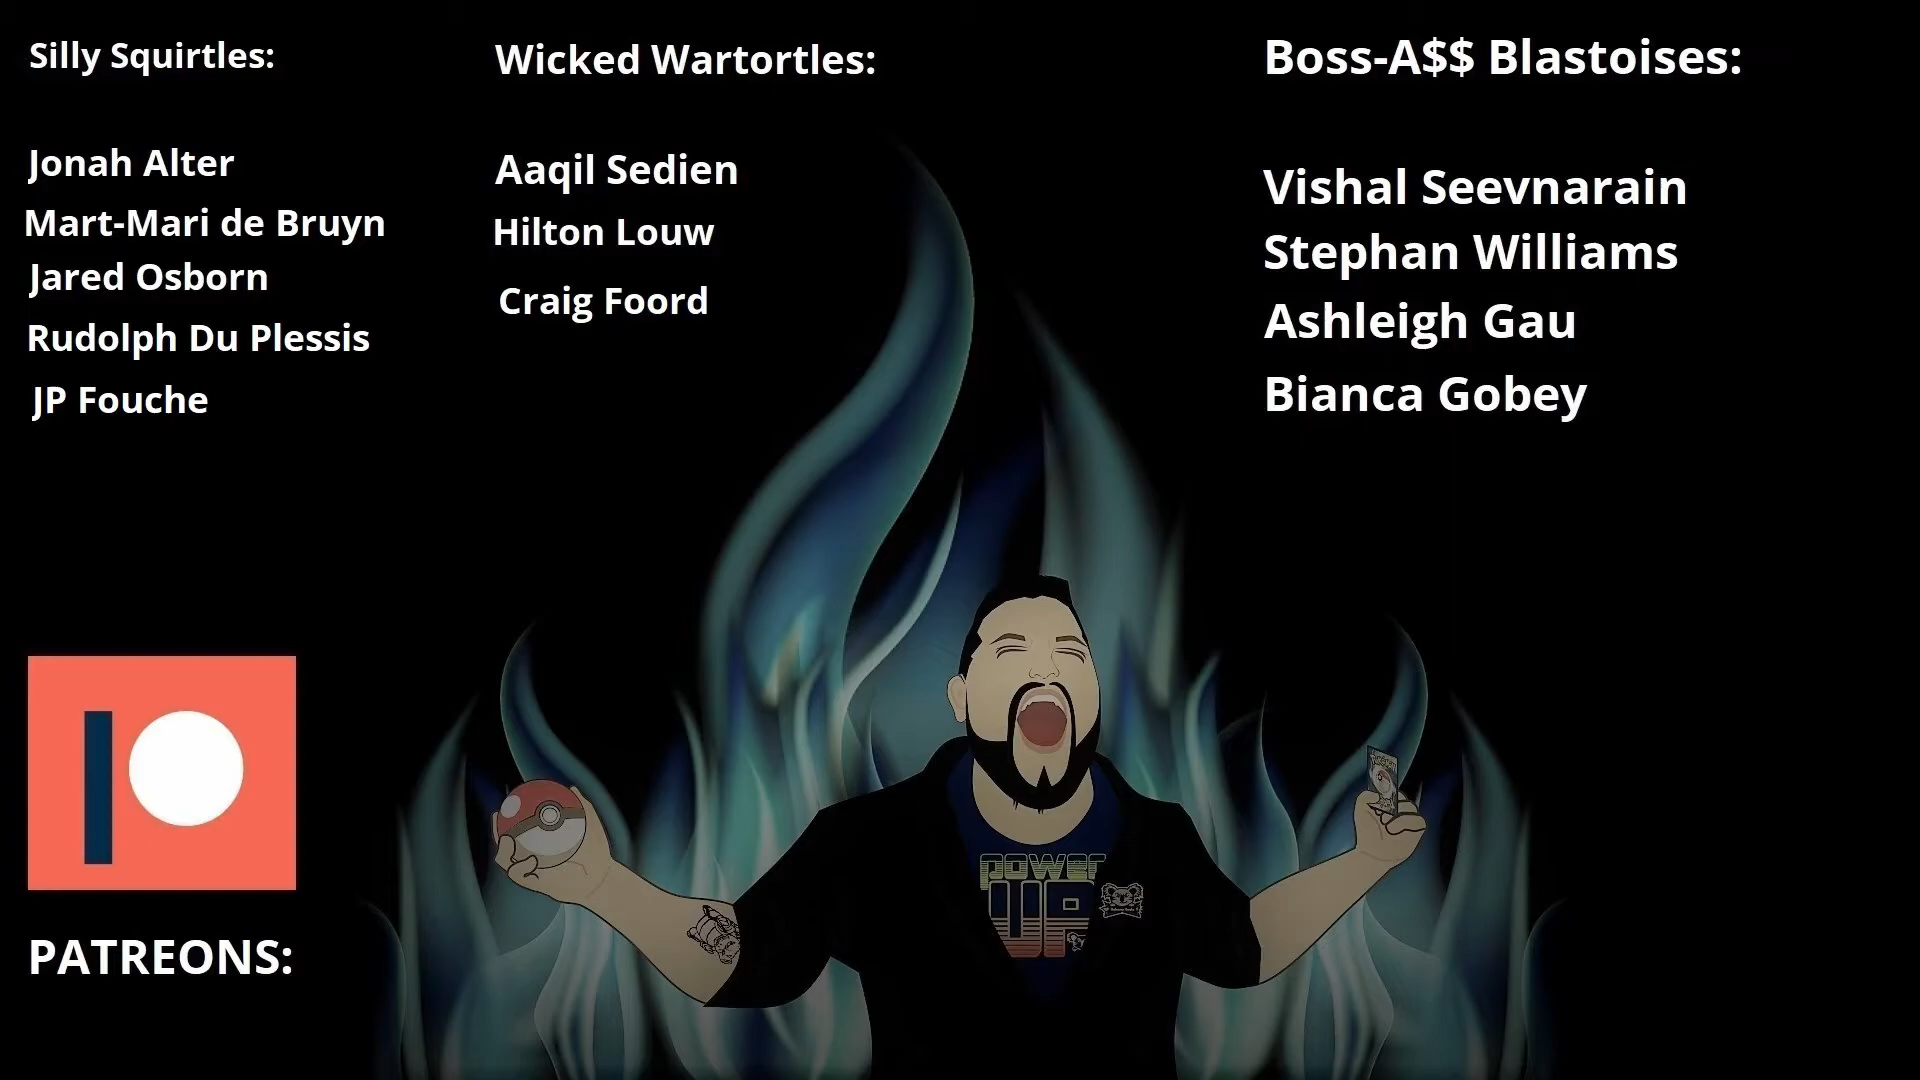 Silly Squirtles:
Jonah Alter
Mart-Mari de Bruyn
Jared Osborn
Rudolph Du Plessis
JP Fouche
Wicked Wartortles:
Aaqil Sedien
Hilton Louw
Craig Foord
Boss-A$$ Blastoises:
Vishal Seevnarain
Stephan Williams
Ashleigh Gau
Bianca Gobey
PATREONS:
power
UP